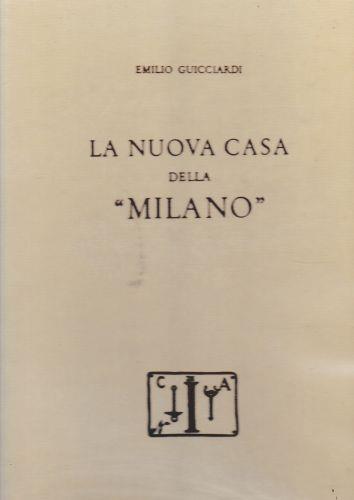 EMILIO GUICCIARDI
LA NUOVA CASA
DELLA
“MILANO”
C A